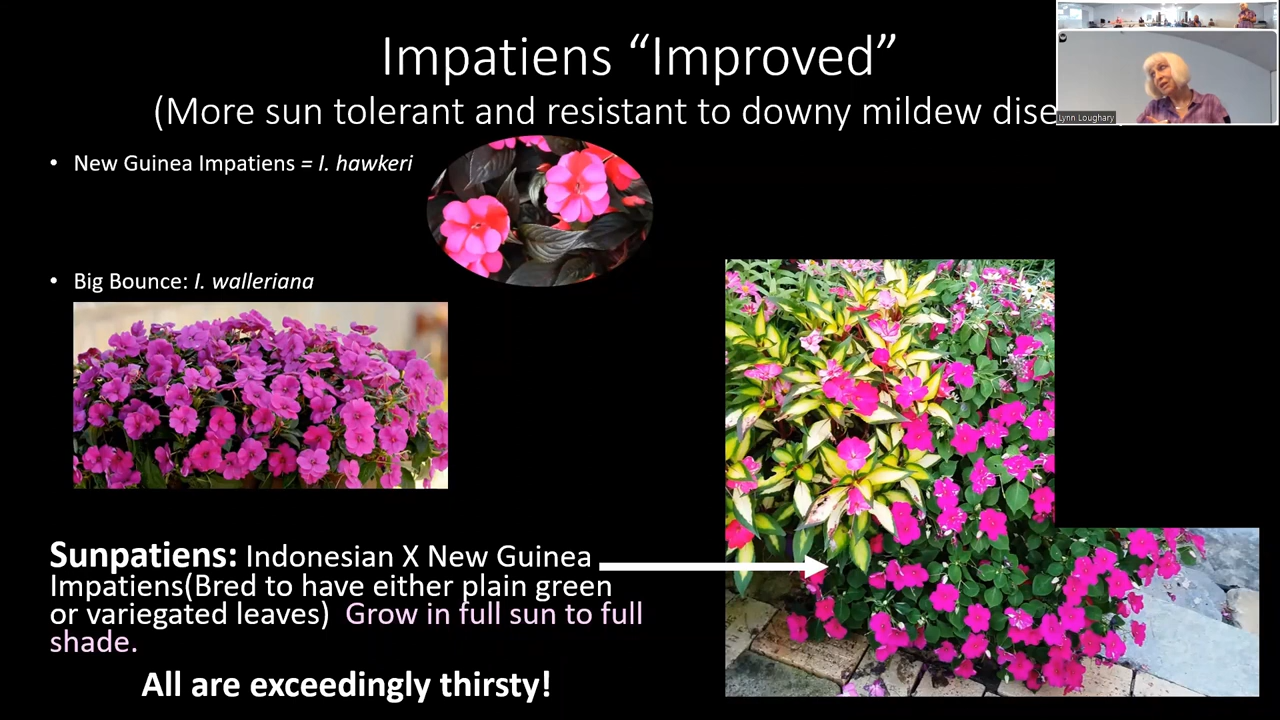 Impatiens “Improved”
(More sun tolerant and resistant to downy mildew
Lynn Loughary
• New Guinea Impatiens = I. hawkeri
• Big Bounce: I. walleriana
Sunpatiens: Indonesian X New Guinea
Impatiens(Bred to have either plain green
or variegated leaves) Grow in full sun to full
shade.
All are exceedingly thirsty!